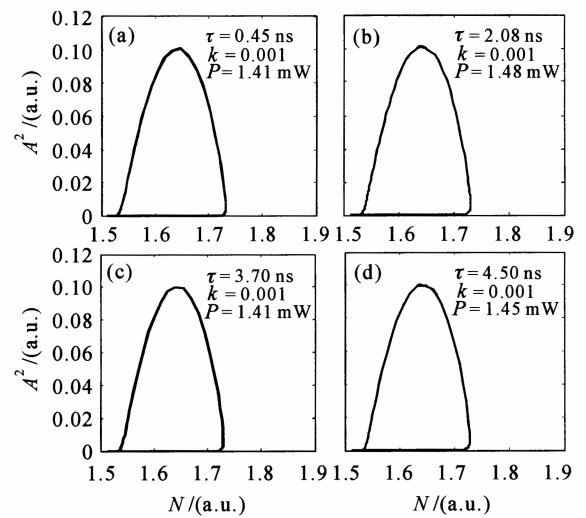 (a)
τ = 0.45 ns
k = 0.001
P = 1.41 mW
(b)
τ = 2.08 ns
k = 0.001
P = 1.48 mW
A² /(a.u.)
0.12
0.10
0.08
0.06
0.04
0.02
0
1.5 1.6 1.7 1.8 1.9
1.5 1.6 1.7 1.8 1.9
(c)
τ = 3.70 ns
k = 0.001
P = 1.41 mW
(d)
τ = 4.50 ns
k = 0.001
P = 1.45 mW
A² /(a.u.)
0.12
0.10
0.08
0.06
0.04
0.02
0
1.5 1.6 1.7 1.8 1.9
1.5 1.6 1.7 1.8 1.9
N /(a.u.)
N /(a.u.)